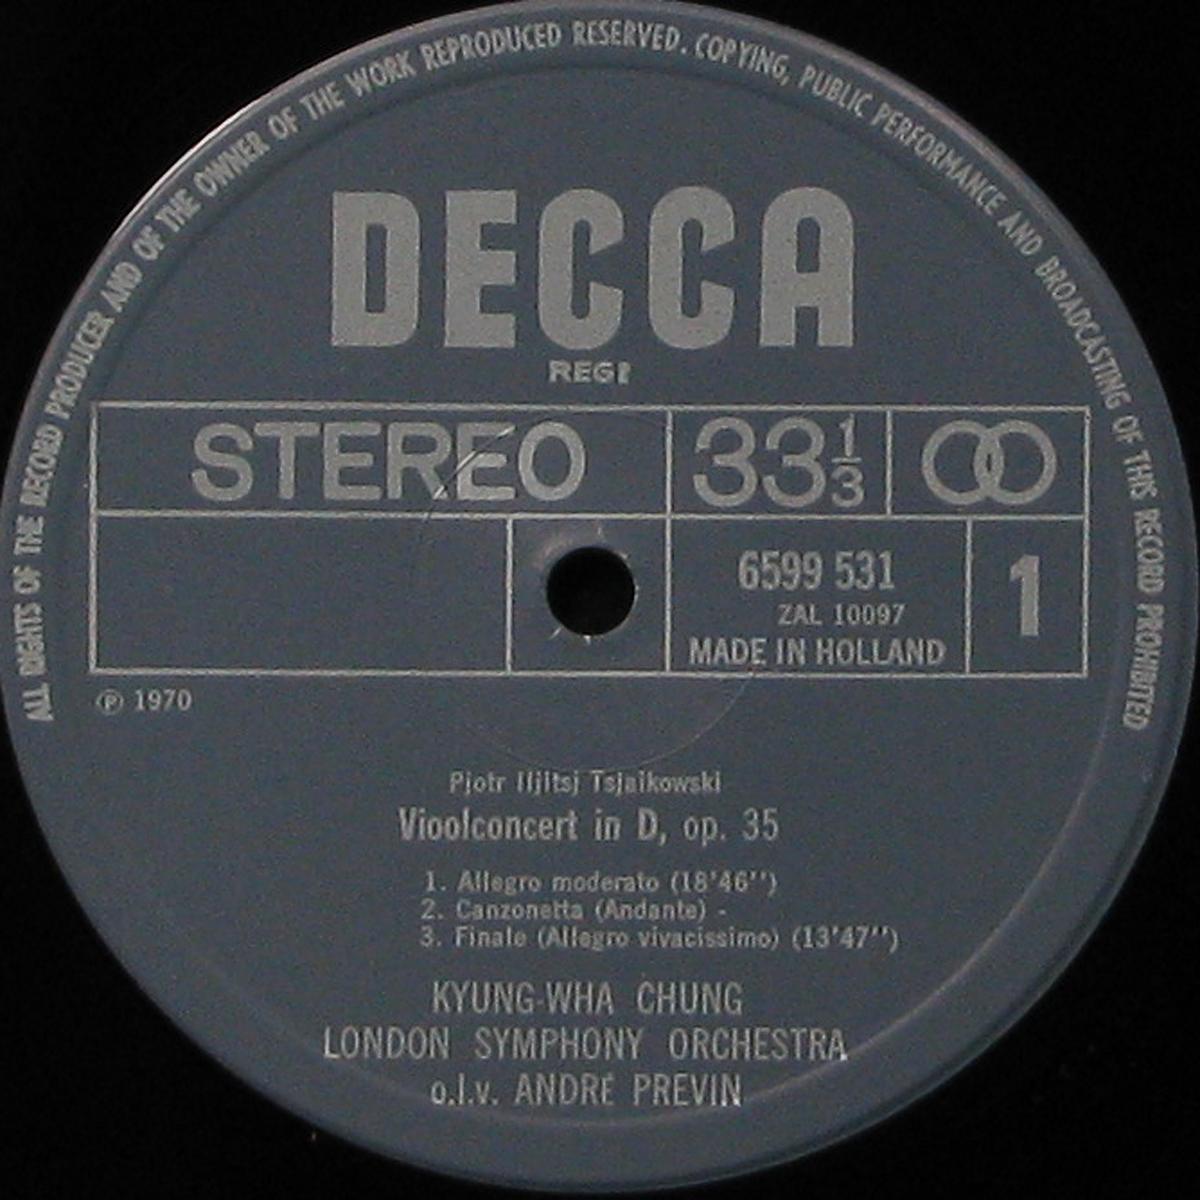 ALL RIGHTS OF THE RECORD PRODUCER AND OF THE OWNER OF THE WORK REPRODUCED RESERVED. COPYING, PUBLIC PERFORMANCE AND BROADCASTING OF THIS RECORD PROHIBITED
DECCA
STEREO 33 1/3
6599 531 1
ZAL 10097
MADE IN HOLLAND
℗ 1970
Pjotr Iljitsj Tsjaikowski
Vioolconcert in D, op. 35
1. Allegro moderato (18'46'')
2. Canzonetta (Andante) -
3. Finale (Allegro vivacissimo) (13'47'')
KYUNG-WHA CHUNG
LONDON SYMPHONY ORCHESTRA
o.l.v. ANDRÉ PREVIN